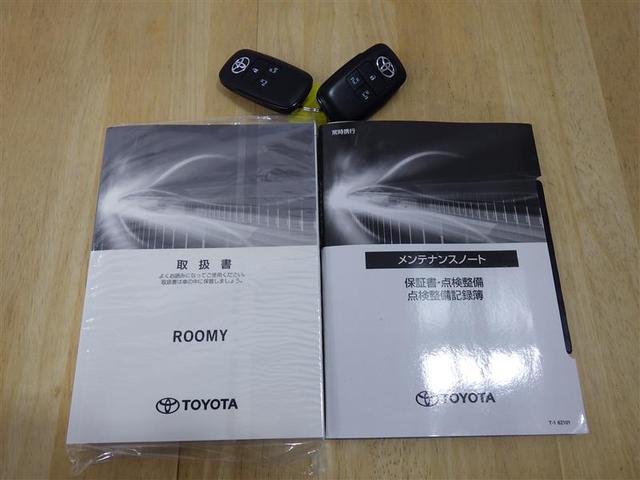 取扱書
よくお読みになってご使用ください。
取扱書は車の中に保管しましょう。
ROOMY
TOYOTA
常時携行
メンテナンスノート
保証書・点検整備
点検整備記録簿
TOYOTA
T-1 62101